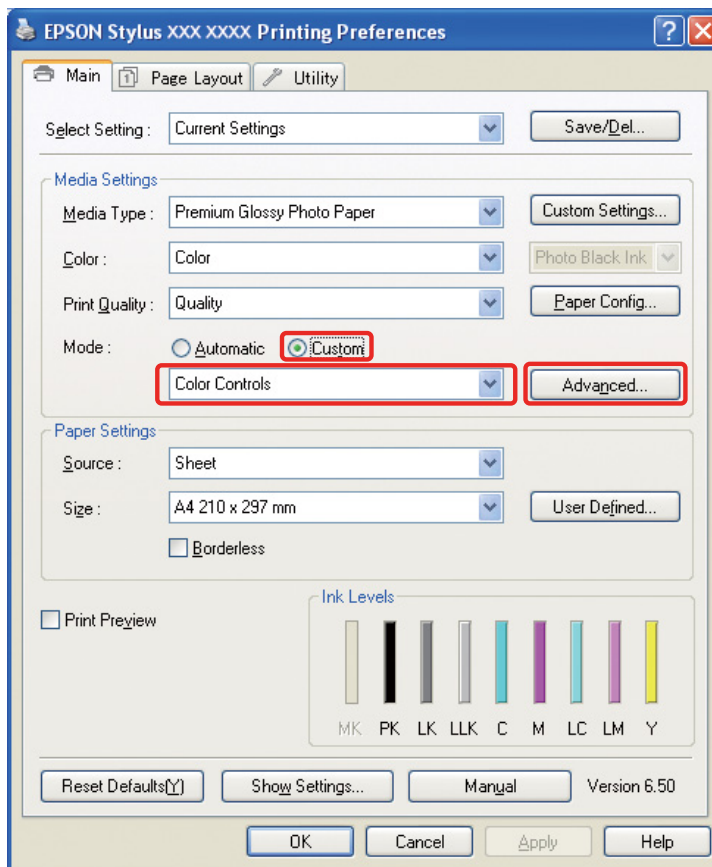 EPSON Stylus XXX XXXX Printing Preferences
Main Page Layout Utility
Select Setting : Current Settings Save/Del...
Media Settings
Media Type : Premium Glossy Photo Paper Custom Settings...
Color : Color Photo Black Ink
Print Quality : Quality Paper Config...
Mode : Automatic Custom
Color Controls Advanced...
Paper Settings
Source : Sheet
Size : A4 210 x 297 mm User Defined...
Borderless
Ink Levels
Print Preview
MK PK LK LLK C M LC LM Y
Reset Defaults(Y) Show Settings... Manual Version 6.50
OK Cancel Apply Help